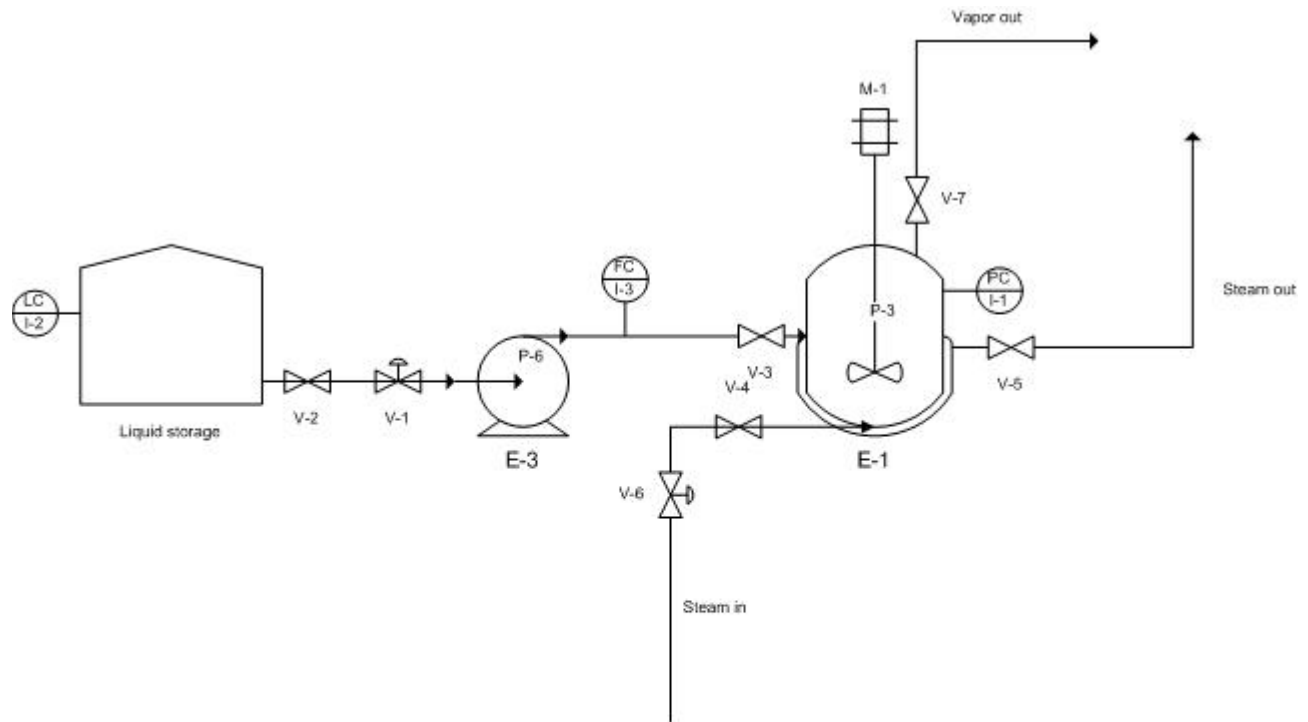 Vapor out
M-1
V-7
FC
I-3
PC
I-1
Steam out
LC
I-2
P-3
P-6
V-3
V-4
V-5
V-2
V-1
Liquid storage
E-3
E-1
V-6
Steam in